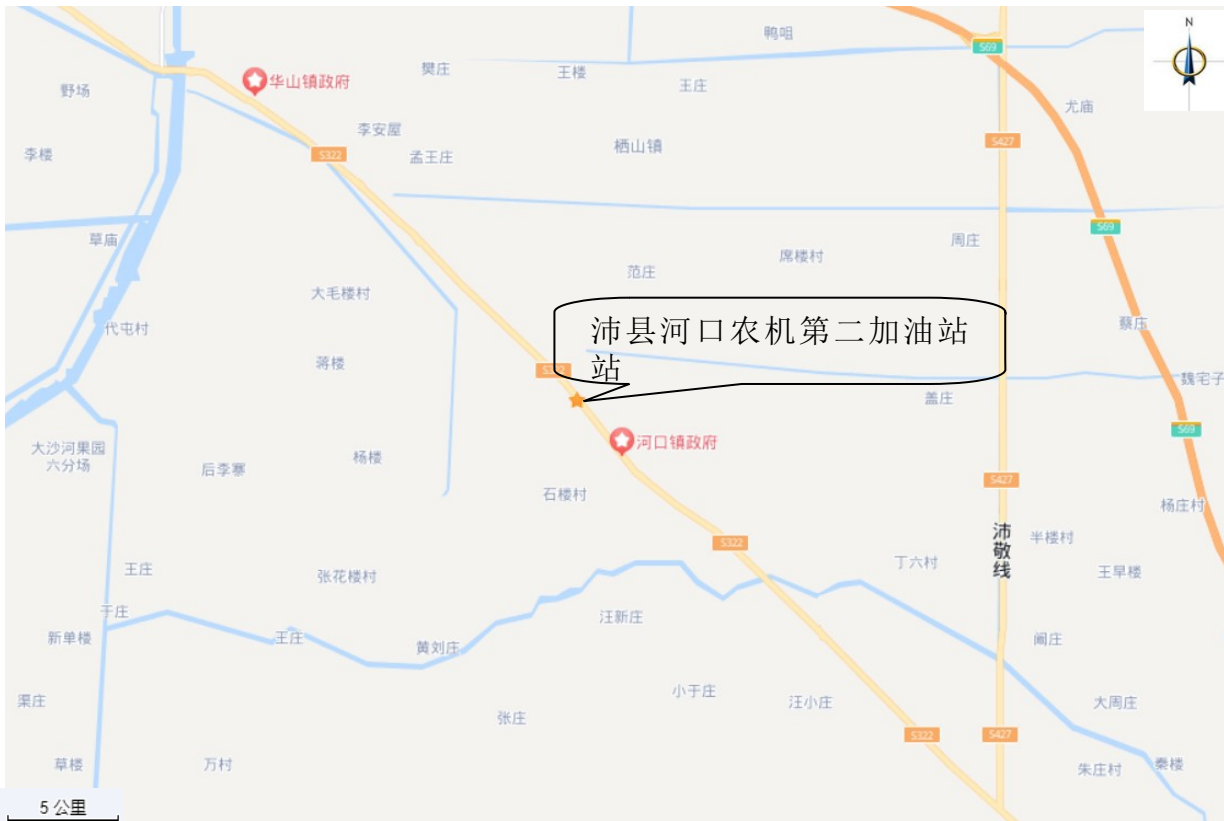 N
鸭咀
S69
樊庄
王楼
野场
华山镇政府
王庄
尤庙
李安屋
S427
李楼
S322
孟王庄
栖山镇
S69
草庙
周庄
席楼村
范庄
大毛楼村
代屯村
沛县河口农机第二加油站
站
蒋楼
S322
魏宅子
盖庄
S69
河口镇政府
大沙河果园
六分场
杨楼
后李寨
S427
石楼村
杨庄村
沛敬线
半楼村
S322
丁六村
王庄
张花楼村
王早楼
于庄
汪新庄
新单楼
王庄
黄刘庄
阚庄
小于庄
渠庄
汪小庄
大周庄
张庄
S322
S427
草楼
万村
朱庄村
秦楼
5 公里